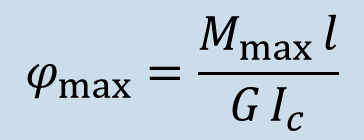 φ_max = M_max l / G I_c